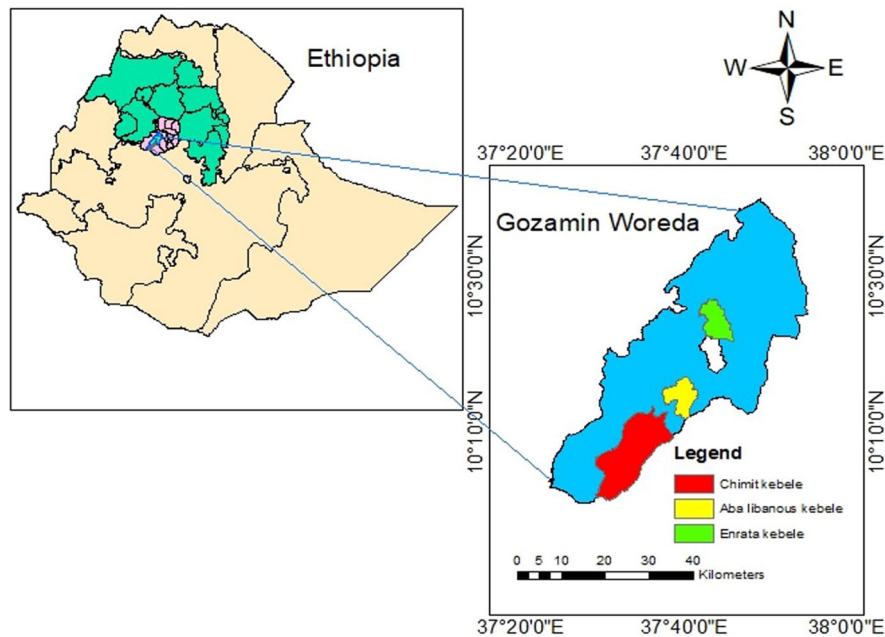 Ethiopia
N
W E
S
37°20'0"E 37°40'0"E 38°0'0"E
Gozamin Woreda
10°30'0"N 10°30'0"N
10°10'0"N 10°10'0"N
Legend
Chimit kebele
Aba libanous kebele
Enrata kebele
0 5 10 20 30 40
Kilometers
37°20'0"E 37°40'0"E 38°0'0"E